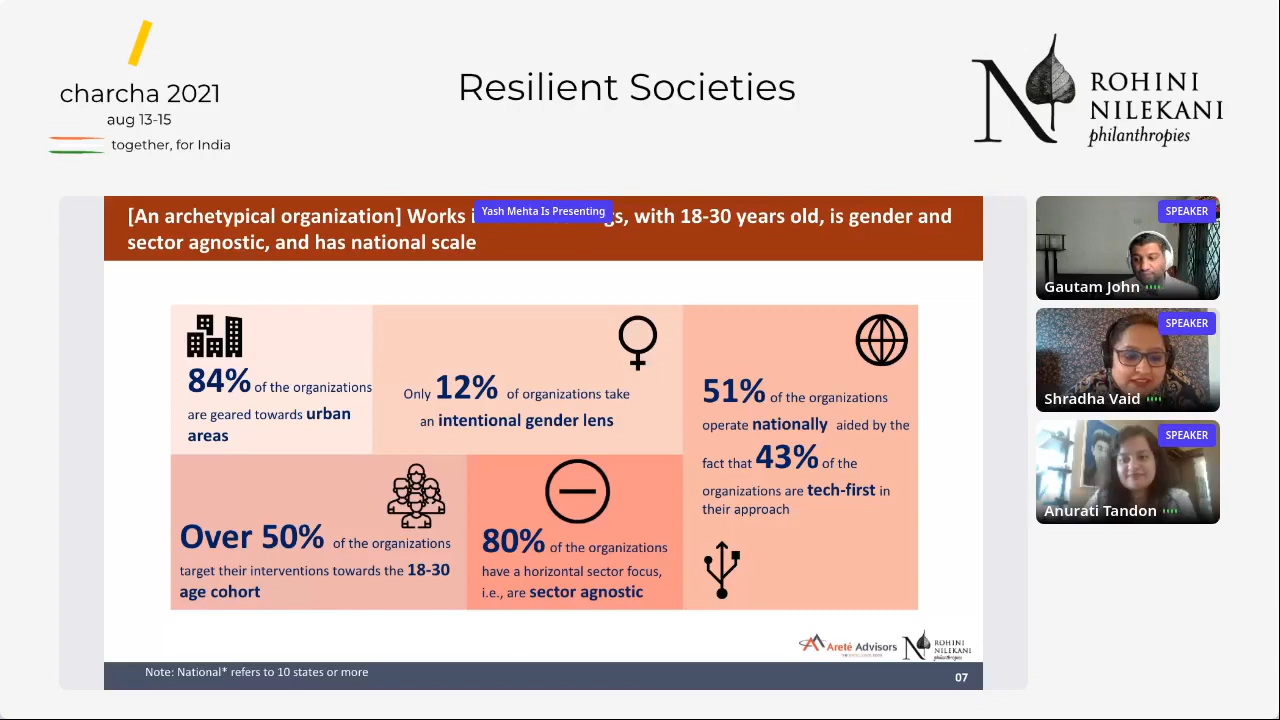 charcha 2021
aug 13-15
together, for India
Resilient Societies
N ROHINI
NILEKANI
philanthropies
[An archetypical organization] Works i
Yash Mehta Is Presenting
s, with 18-30 years old, is gender and
sector agnostic, and has national scale
84% of the organizations
are geared towards urban
areas
Only 12% of organizations take
an intentional gender lens
51% of the organizations
operate nationally aided by the
fact that 43% of the
organizations are tech-first in
their approach
Over 50% of the organizations
target their interventions towards the 18-30
age cohort
80% of the organizations
have a horizontal sector focus,
i.e., are sector agnostic
Areté Advisors
N ROHINI
NILEKANI
philanthropies
Note: National* refers to 10 states or more
07
SPEAKER
Gautam John
SPEAKER
Shradha Vaid
SPEAKER
Anurati Tandon